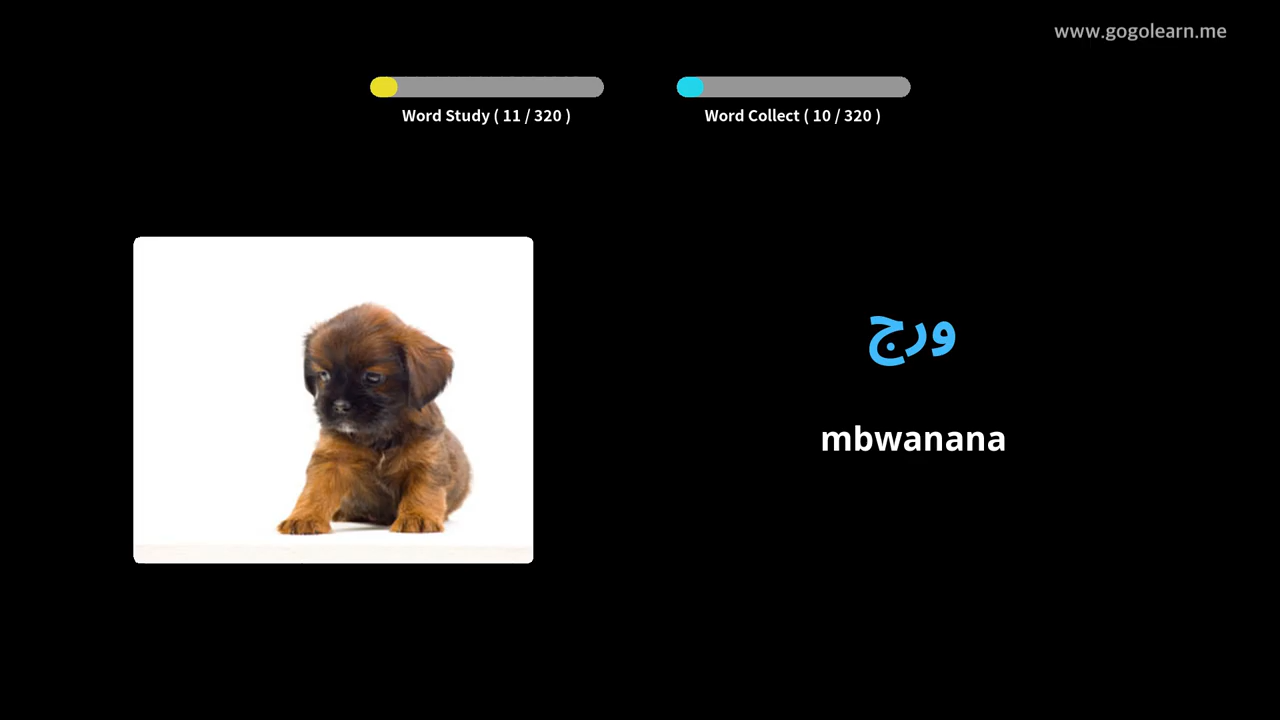 www.gogolearn.me
Word Study ( 11 / 320 )
Word Collect ( 10 / 320 )
ورج
mbwanana